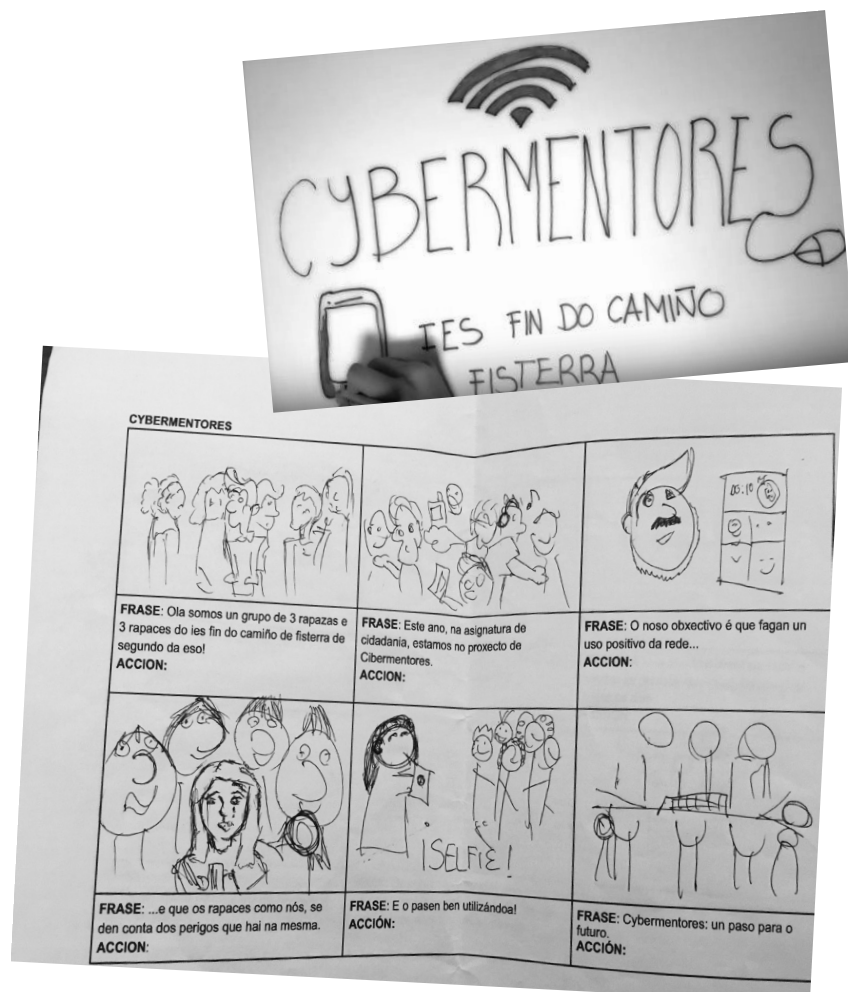 CYBERMENTORES
IES FIN DO CAMIÑO
FISTERRA
CYBERMENTORES
FRASE: Ola somos un grupo de 3 rapazas e
3 rapaces do ies fin do camiño de fisterra de
segundo da eso!
ACCION:
FRASE: Este ano, na asignatura de
cidadania, estamos no proxecto de
Cibermentores.
ACCION:
FRASE: O noso obxectivo é que fagan un
uso positivo da rede...
ACCION:
FRASE: ...e que os rapaces como nós, se
den conta dos perigos que hai na mesma.
ACCION:
¡SELFIE!
FRASE: E o pasen ben utilizándoa!
ACCIÓN:
FRASE: Cybermentores: un paso para o
futuro.
ACCIÓN: